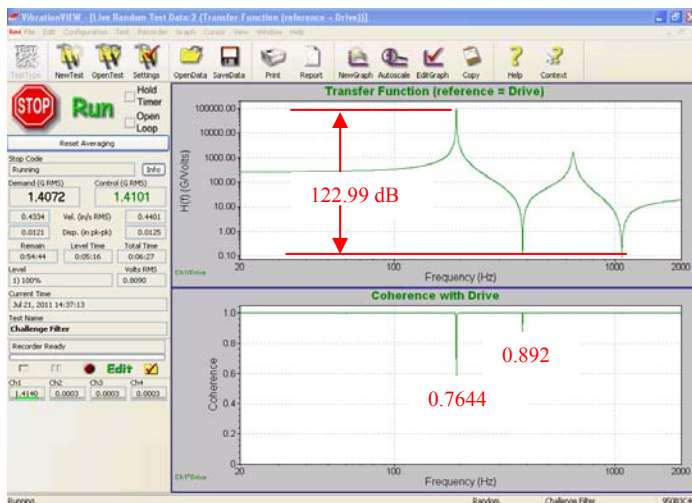 VibrationVIEW - [Live Random Test Data:2 (Transfer Function (reference = Drive))]
File Edit Configuration Test Recorder Graph Cursor View Window Help
TestType NewTest OpenTest Settings OpenData SaveData Print Report NewGraph Autoscale EditGraph Copy Help Context
STOP Run Hold Timer
Open Loop
Reset Averaging
Stop Code
Running Info
Demand (G RMS) Control (G RMS)
1.4072 1.4101
0.4334 Vel. (in/s RMS) 0.4401
0.0121 Disp. (in pk-pk) 0.0125
Remain Level Time Total Time
0:54:44 0:05:16 0:06:27
Level Volts RMS
1) 100% 0.0090
Current Time
Jul 21, 2011 14:37:13
Test Name
Challenge Filter
Recorder Ready
Edit
Ch1 Ch2 Ch3 Ch4
1.4140 0.0003 0.0003 0.0003
Transfer Function (reference = Drive)
H(f) (G/Volts)
100000.00
10000.00
1000.00
100.00
10.00
1.00
0.10
122.99 dB
20 100 1000 2000
Frequency (Hz)
Ch1/Drive
Coherence with Drive
Coherence
1.0
0.8
0.6
0.4
0.2
0
0.892
0.7644
20 100 1000 2000
Frequency (Hz)
Ch1*Drive
Running Random Challenge Filter 95DB3C4